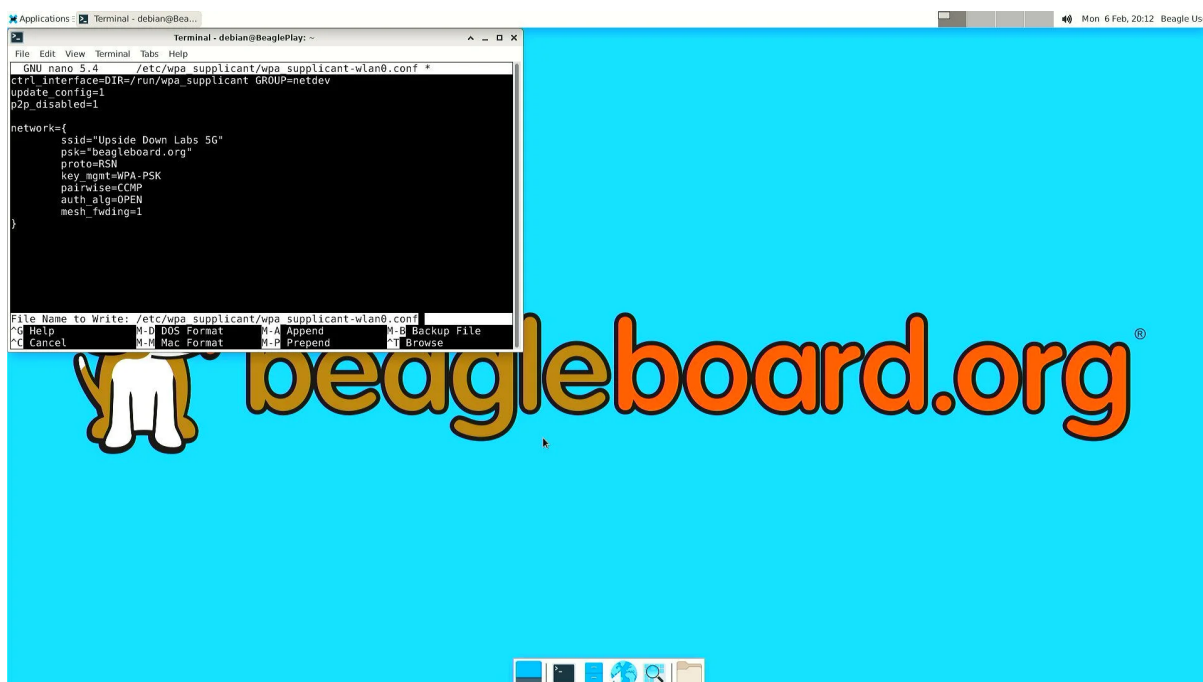 Applications
Terminal - debian@Bea...
Mon 6 Feb, 20:12 Beagle Us
Terminal - debian@BeaglePlay: ~
File Edit View Terminal Tabs Help
GNU nano 5.4 /etc/wpa_supplicant/wpa_supplicant-wlan0.conf *
ctrl_interface=DIR=/run/wpa_supplicant GROUP=netdev
update_config=1
p2p_disabled=1
network={
ssid="Upside Down Labs 5G"
psk="beagleboard.org"
proto=RSN
key_mgmt=WPA-PSK
pairwise=CCMP
auth_alg=OPEN
mesh_fwding=1
}
File Name to Write: /etc/wpa_supplicant/wpa_supplicant-wlan0.conf
^G Help M-D DOS Format M-A Append M-B Backup File
^C Cancel M-M Mac Format M-P Prepend ^T Browse
beagleboard.org®